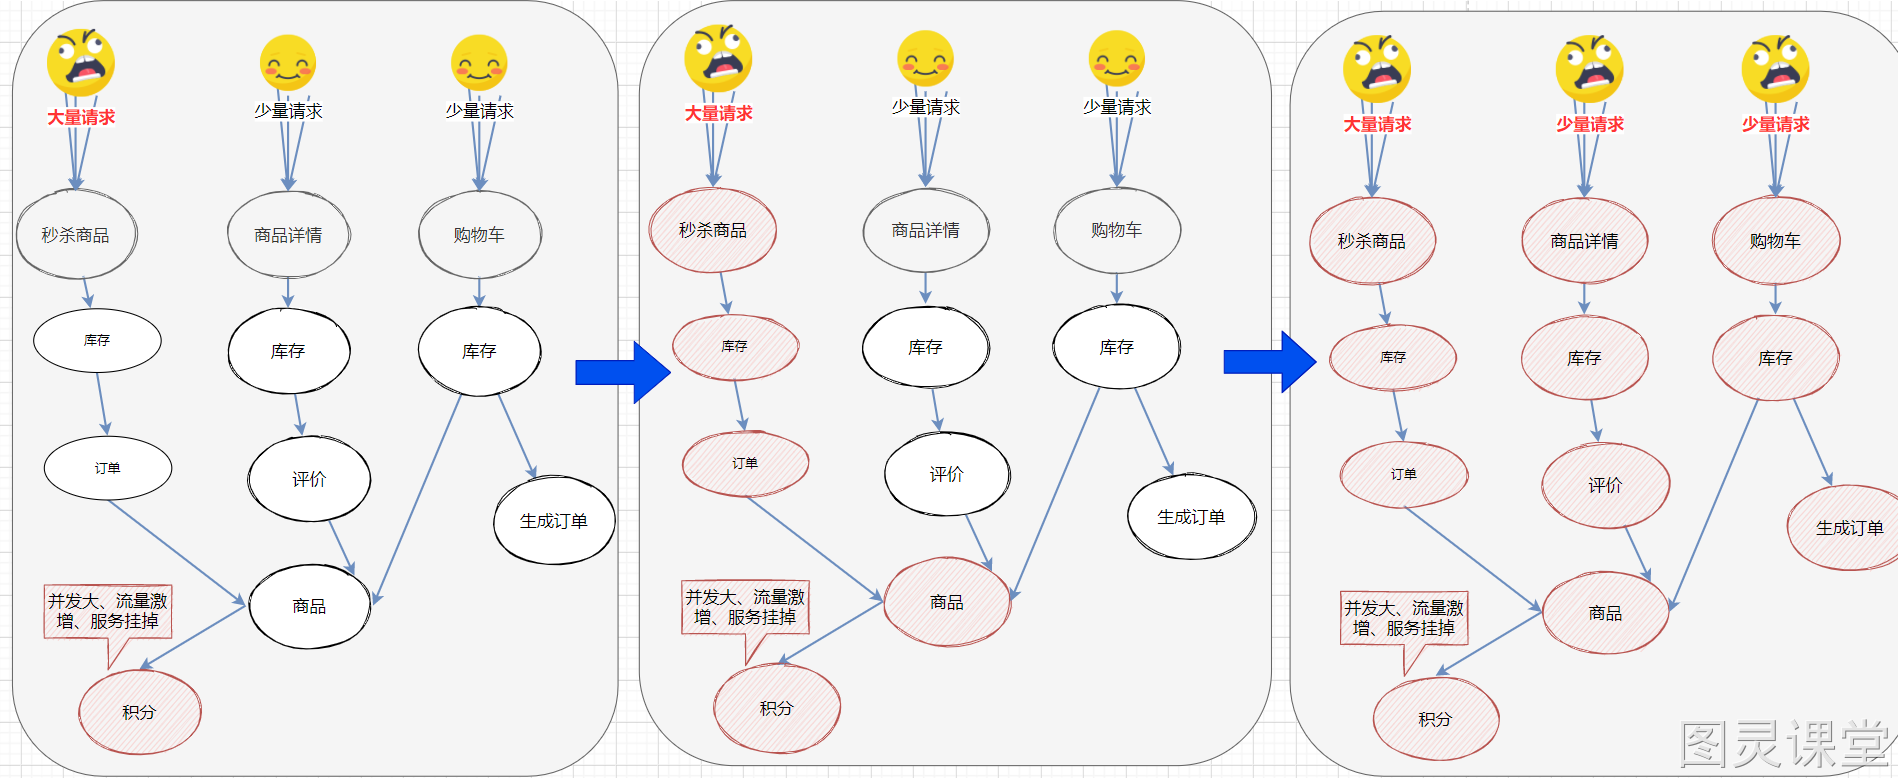 大量请求
少量请求
少量请求
秒杀商品
商品详情
购物车
库存
库存
库存
订单
评价
生成订单
商品
并发大、流量激
增、服务挂掉
积分
大量请求
少量请求
少量请求
秒杀商品
商品详情
购物车
库存
库存
库存
订单
评价
生成订单
商品
并发大、流量激
增、服务挂掉
积分
大量请求
少量请求
少量请求
秒杀商品
商品详情
购物车
库存
库存
库存
订单
评价
生成订单
商品
并发大、流量激
增、服务挂掉
积分
图灵课堂